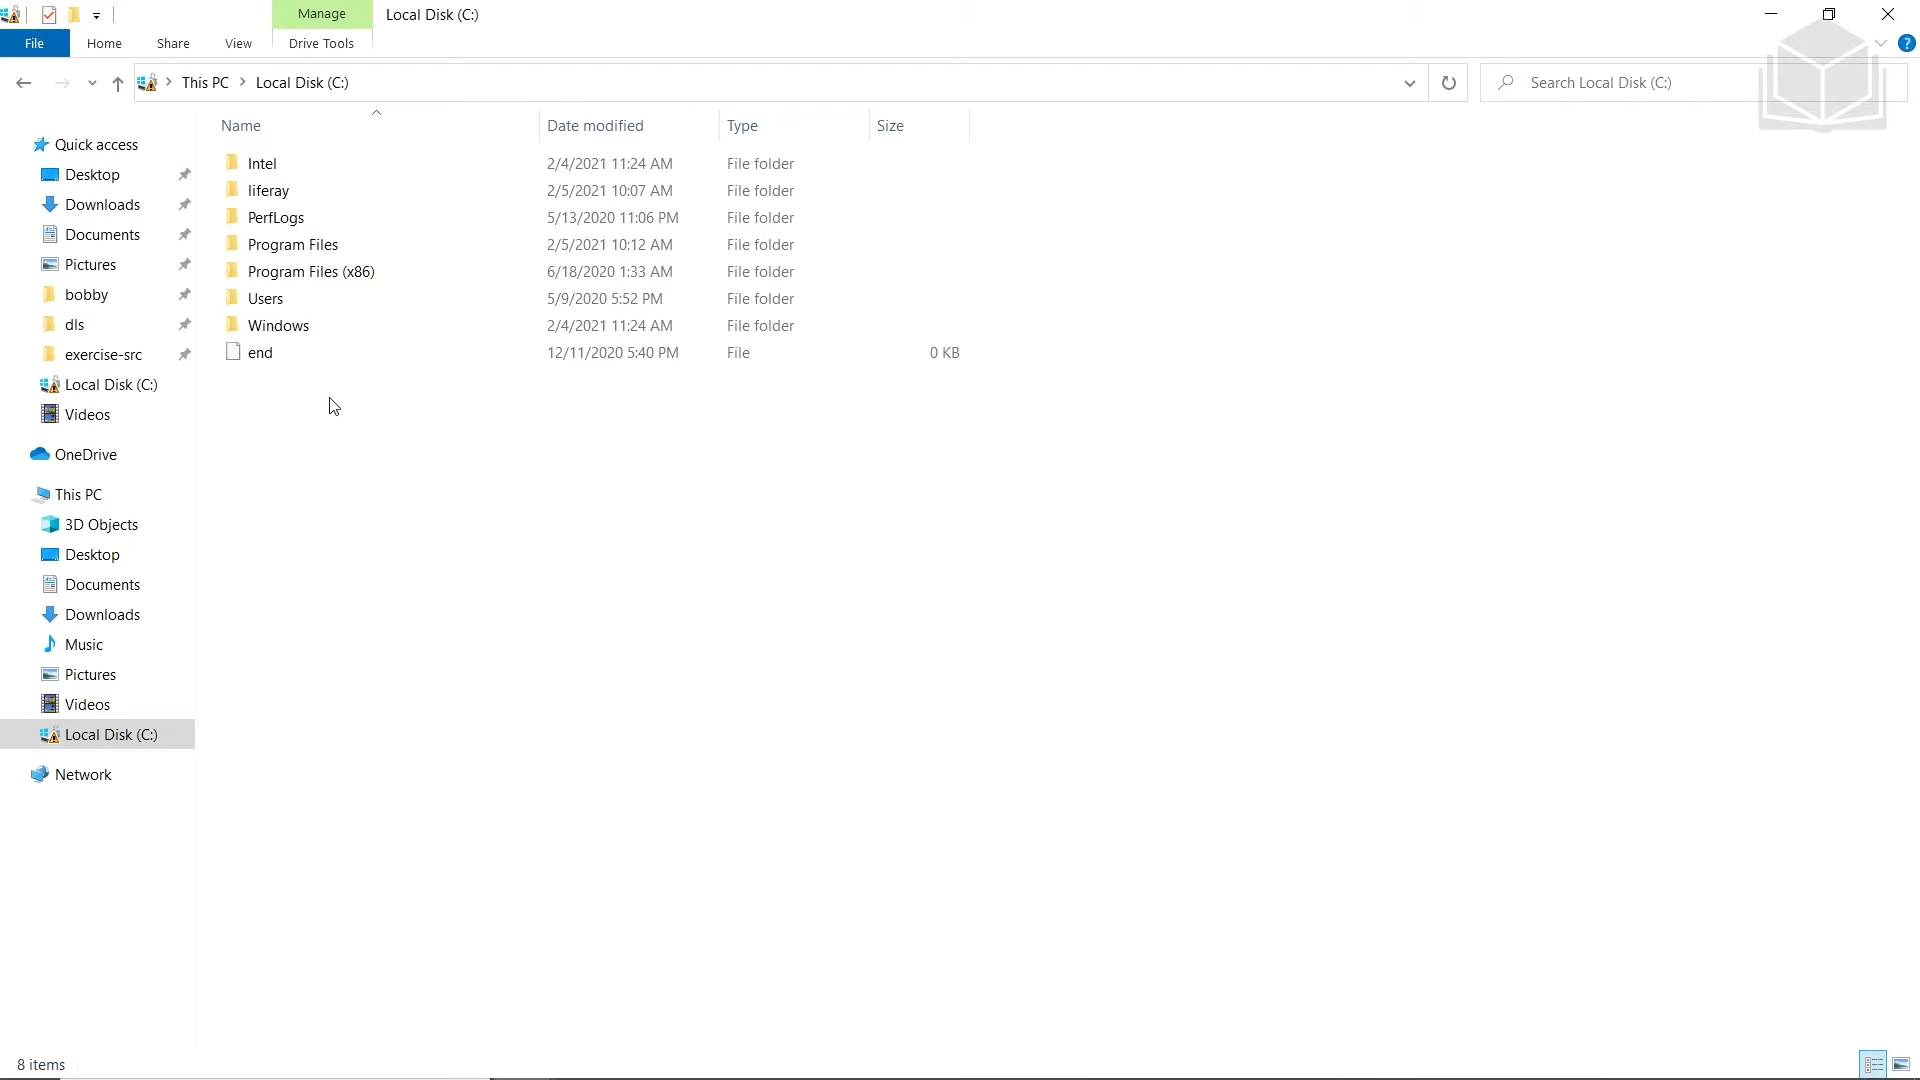 Manage Local Disk (C:)
File Home Share View Drive Tools ?
This PC Local Disk (C:) Search Local Disk (C:)
Name Date modified Type Size
Quick access
Desktop
Downloads
Documents
Pictures
bobby
dls
exercise-src
Local Disk (C:)
Videos
OneDrive
This PC
3D Objects
Desktop
Documents
Downloads
Music
Pictures
Videos
Local Disk (C:)
Network
Intel 2/4/2021 11:24 AM File folder
liferay 2/5/2021 10:07 AM File folder
PerfLogs 5/13/2020 11:06 PM File folder
Program Files 2/5/2021 10:12 AM File folder
Program Files (x86) 6/18/2020 1:33 AM File folder
Users 5/9/2020 5:52 PM File folder
Windows 2/4/2021 11:24 AM File folder
end 12/11/2020 5:40 PM File 0 KB
8 items